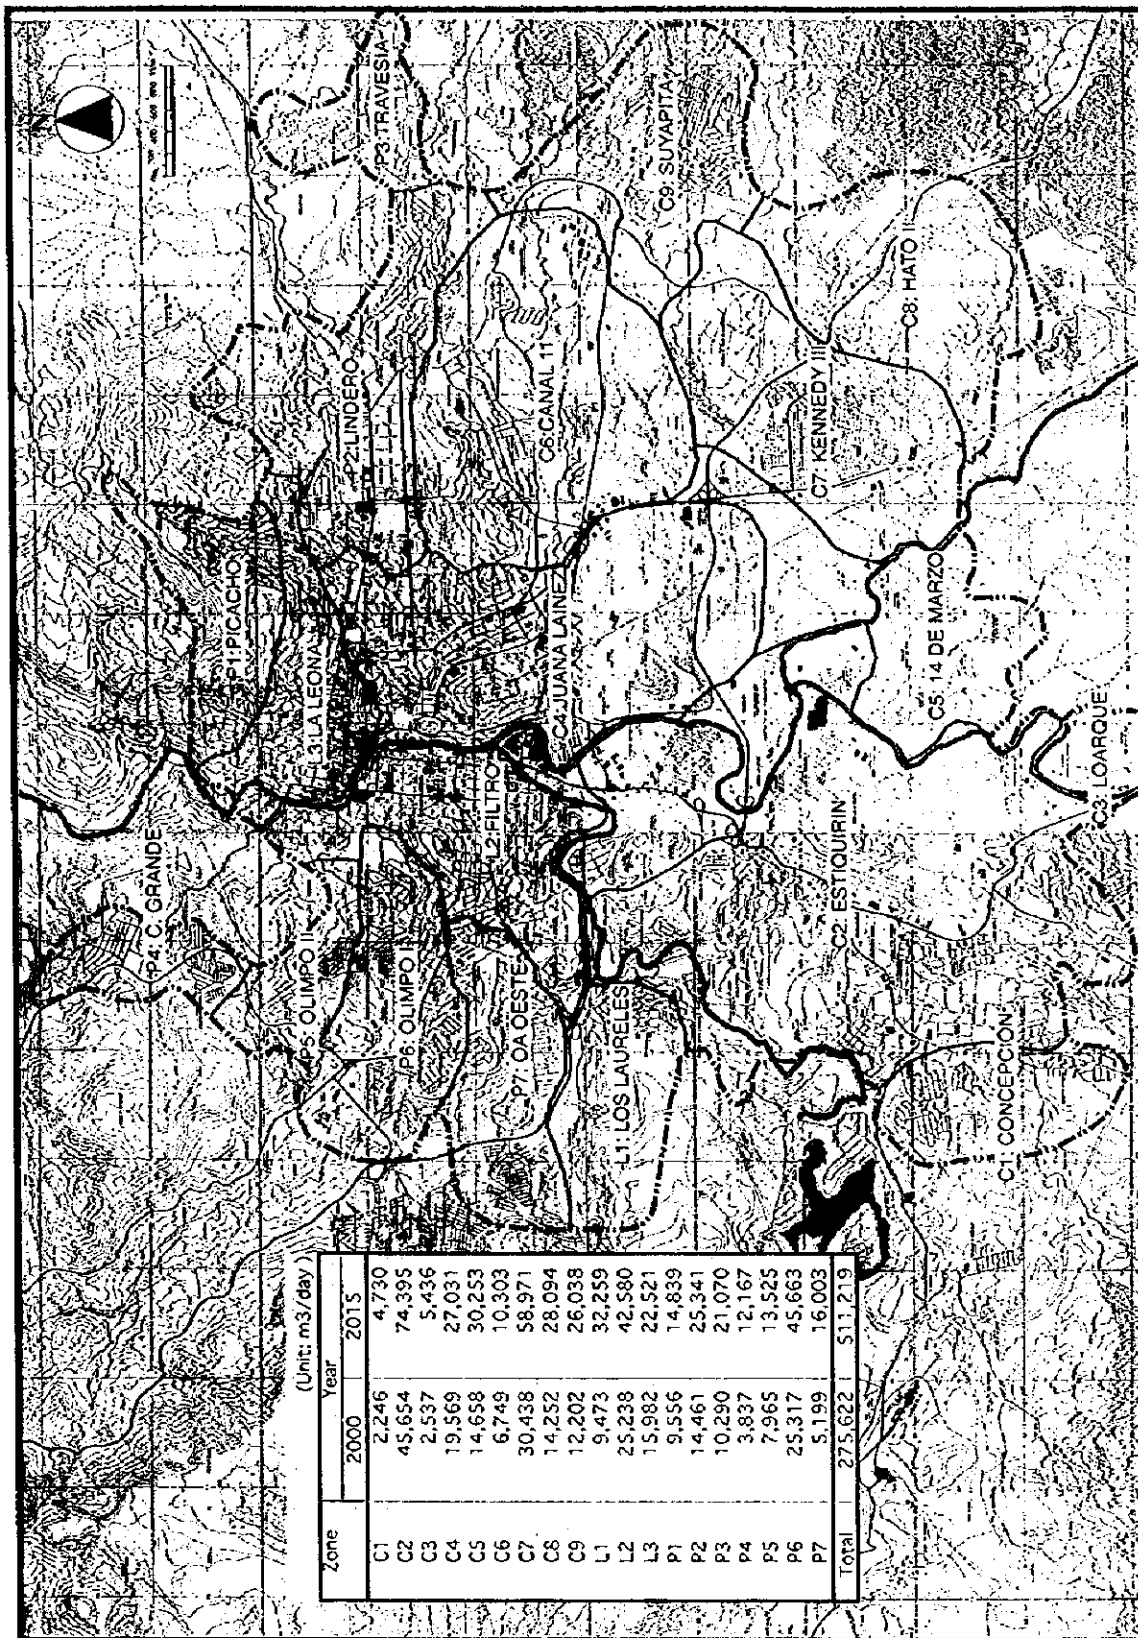 N
P3:TRAVESIA
P2:LINDERO
P1:PICACHO
L3:LA LEONA
P4: C. GRANDE
P5: OLIMPO II
P6: OLIMPO I
P7: OA OESTE
L2:FILTRO
L1: LOS LAURELES
C4:JUANA LAINEZ
C6:CANAL 11
C9: SUYAPITA
C8: HATO II
C7: KENNEDY III
C5: 14 DE MARZO
C3: LOARQUE
C2: ESTIQUIRIN
C1: CONCEPCION
(Unit: m3/day)
Zone Year
2000 2015
C1 2,246 4,730
C2 45,654 74,395
C3 2,537 5,436
C4 19,569 27,031
C5 14,658 30,253
C6 6,749 10,303
C7 30,438 58,971
C8 14,252 28,094
C9 12,202 26,038
L1 9,473 32,259
L2 25,238 42,580
L3 15,982 22,521
P1 9,556 14,839
P2 14,461 25,341
P3 10,290 21,070
P4 3,837 12,167
P5 7,965 13,525
P6 25,317 45,663
P7 5,199 16,003
Total 275,622 511,219